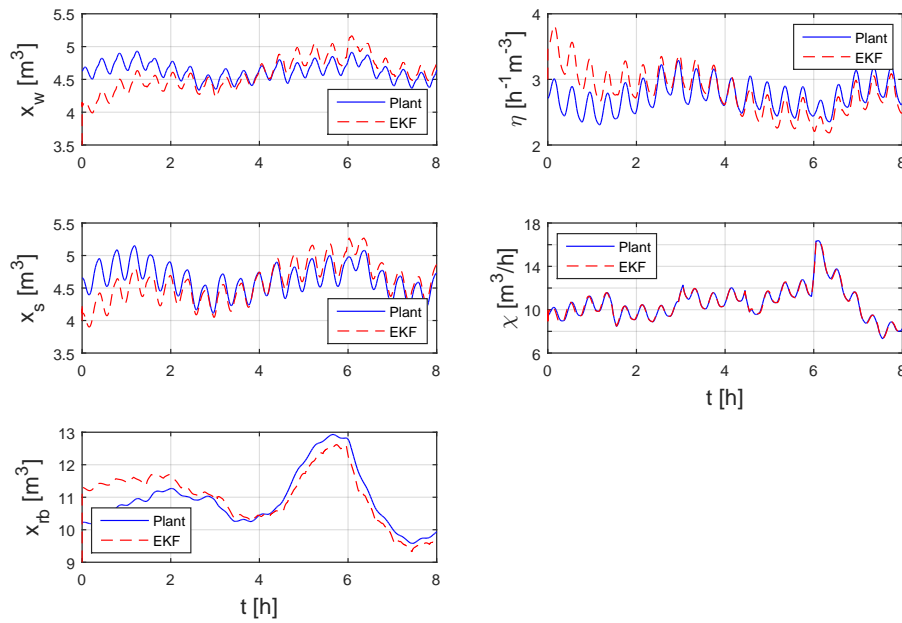 5.5
5
4.5
4
3.5
x_w [m^3]
Plant
EKF
0 2 4 6 8
4
3
2
η [h^-1 m^-3]
Plant
EKF
0 2 4 6 8
5.5
5
4.5
4
3.5
x_s [m^3]
Plant
EKF
0 2 4 6 8
18
14
10
6
χ [m^3/h]
Plant
EKF
0 2 4 6 8
t [h]
13
12
11
10
9
x_rb [m^3]
Plant
EKF
0 2 4 6 8
t [h]